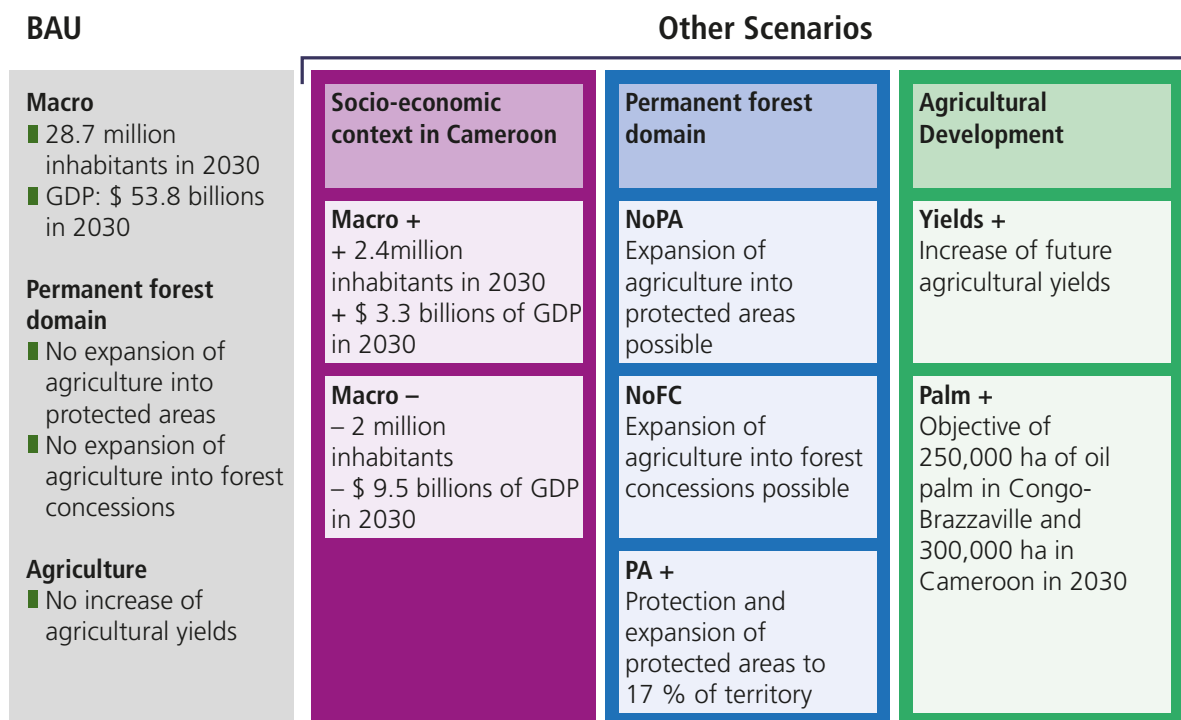 BAU
Other Scenarios
Macro
28.7 million
inhabitants in 2030
GDP: $ 53.8 billions
in 2030
Permanent forest
domain
No expansion of
agriculture into
protected areas
No expansion of
agriculture into forest
concessions
Agriculture
No increase of
agricultural yields
Socio-economic
context in Cameroon
Macro +
+ 2.4million
inhabitants in 2030
+ $ 3.3 billions of GDP
in 2030
Macro –
– 2 million
inhabitants
– $ 9.5 billions of GDP
in 2030
Permanent forest
domain
NoPA
Expansion of
agriculture into
protected areas
possible
NoFC
Expansion of
agriculture into forest
concessions possible
PA +
Protection and
expansion of
protected areas to
17 % of territory
Agricultural
Development
Yields +
Increase of future
agricultural yields
Palm +
Objective of
250,000 ha of oil
palm in Congo-
Brazzaville and
300,000 ha in
Cameroon in 2030